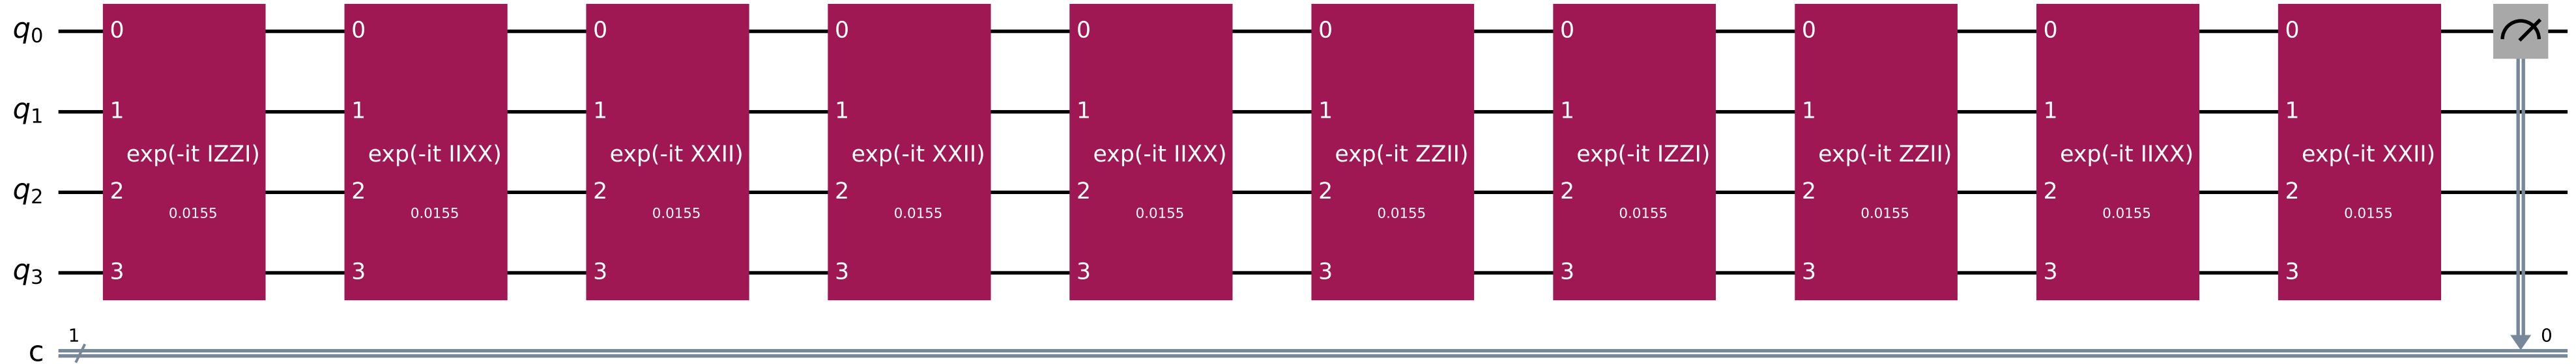 q0 0 0 0 0 0 0 0 0 0 0
q1 1 1 1 1 1 1 1 1 1 1
exp(-it IZZI) exp(-it IIXX) exp(-it XXII) exp(-it XXII) exp(-it IIXX) exp(-it ZZII) exp(-it IZZI) exp(-it ZZII) exp(-it IIXX) exp(-it XXII)
q2 2 2 2 2 2 2 2 2 2 2
0.0155 0.0155 0.0155 0.0155 0.0155 0.0155 0.0155 0.0155 0.0155 0.0155
q3 3 3 3 3 3 3 3 3 3 3
1 0
c